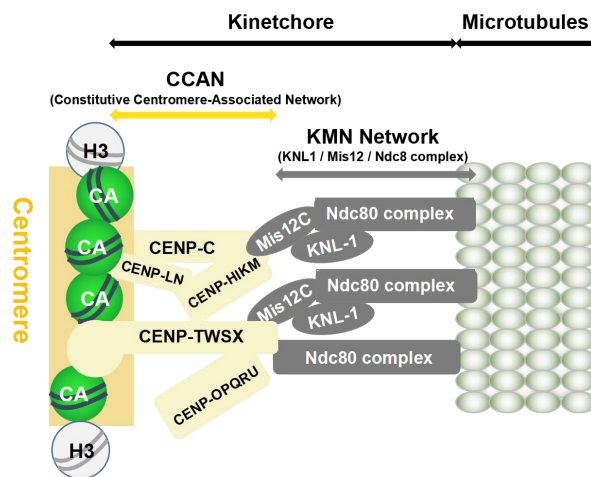 Kinetchore
Microtubules
CCAN
(Constitutive Centromere-Associated Network)
KMN Network
(KNL1 / Mis12 / Ndc8 complex)
H3
CA
Ndc80 complex
Mis12C
KNL-1
CENP-C
CA
CENP-LN
CENP-HIKM
Centromere
Ndc80 complex
CA
Mis12C
KNL-1
CENP-TWSX
Ndc80 complex
CENP-OPQRU
CA
H3